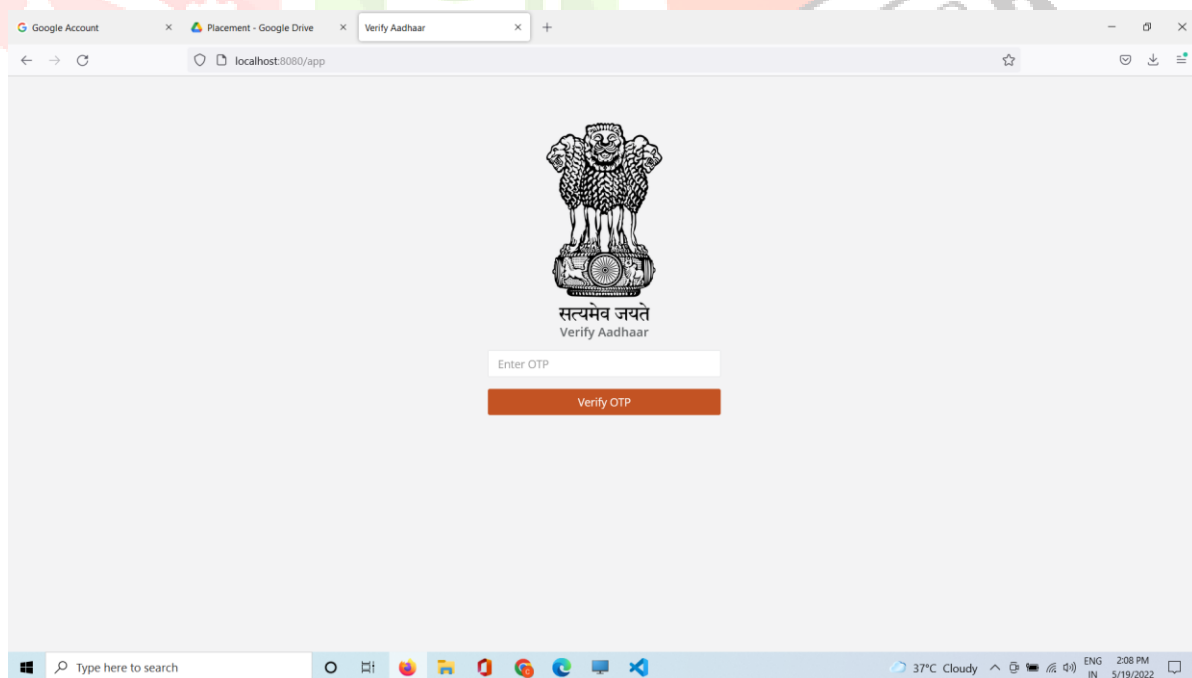 Google Account
Placement - Google Drive
Verify Aadhaar
localhost:8080/app
सत्यमेव जयते
Verify Aadhaar
Enter OTP
Verify OTP
Type here to search
37°C Cloudy
ENG
IN
2:08 PM
5/19/2022